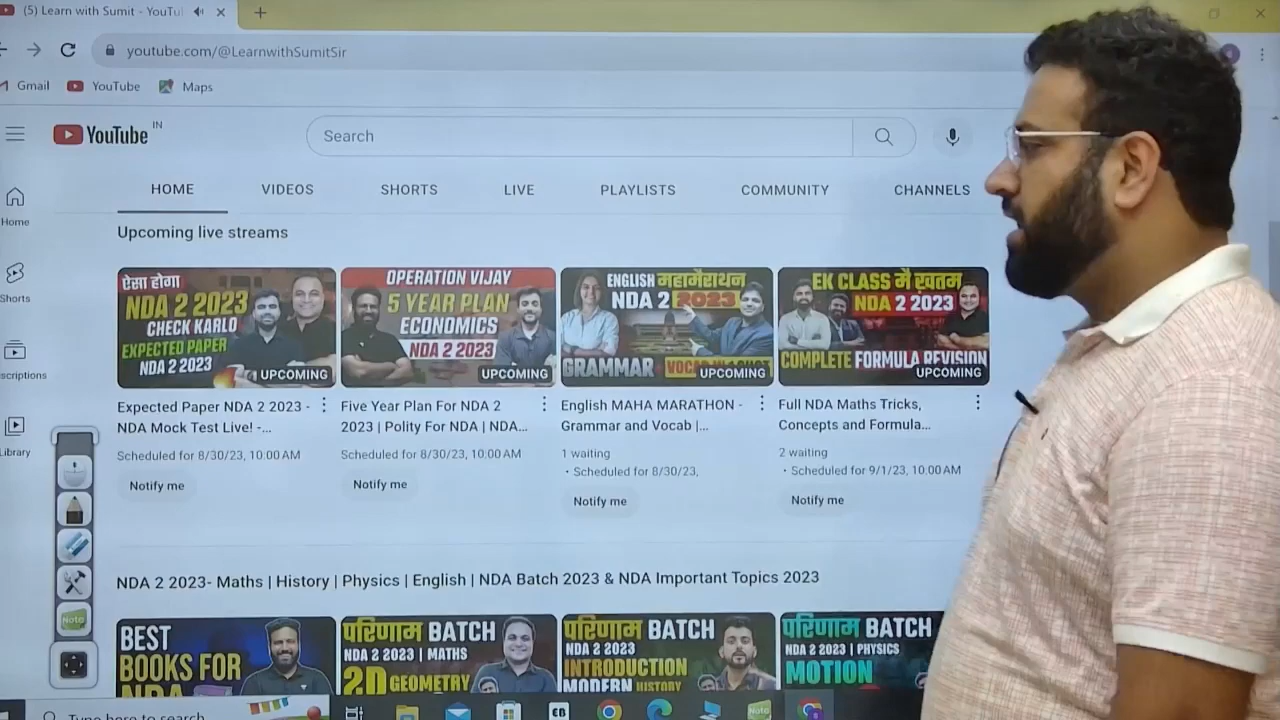 (5) Learn with Sumit - YouTu
youtube.com/@LearnwithSumitSir
Gmail
YouTube
Maps
YouTube IN
Search
HOME
VIDEOS
SHORTS
LIVE
PLAYLISTS
COMMUNITY
CHANNELS
Home
Shorts
scriptions
Library
Upcoming live streams
ऐसा होगा
NDA 2 2023
CHECK KARLO
EXPECTED PAPER
NDA 2 2023
UPCOMING
OPERATION VIJAY
5 YEAR PLAN
ECONOMICS
NDA 2 2023
UPCOMING
ENGLISH महामैराथन
NDA 2 2023
GRAMMAR
UPCOMING
EK CLASS मै खतम
NDA 2 2023
COMPLETE FORMULA REVISION
UPCOMING
Expected Paper NDA 2 2023 -
NDA Mock Test Live! -...
Scheduled for 8/30/23, 10:00 AM
Notify me
Five Year Plan For NDA 2
2023 | Polity For NDA | NDA...
Scheduled for 8/30/23, 10:00 AM
Notify me
English MAHA MARATHON -
Grammar and Vocab |...
1 waiting
• Scheduled for 8/30/23,
Notify me
Full NDA Maths Tricks,
Concepts and Formula...
2 waiting
• Scheduled for 9/1/23, 10:00 AM
Notify me
Note
NDA 2 2023- Maths | History | Physics | English | NDA Batch 2023 & NDA Important Topics 2023
BEST
BOOKS FOR
NDA
परिणाम BATCH
NDA 2 2023 | MATHS
2D GEOMETRY
परिणाम BATCH
NDA 2 2023
INTRODUCTION
MODERN HISTORY
परिणाम BATCH
NDA 2 2023 | PHYSICS
MOTION
Type here to search
Note